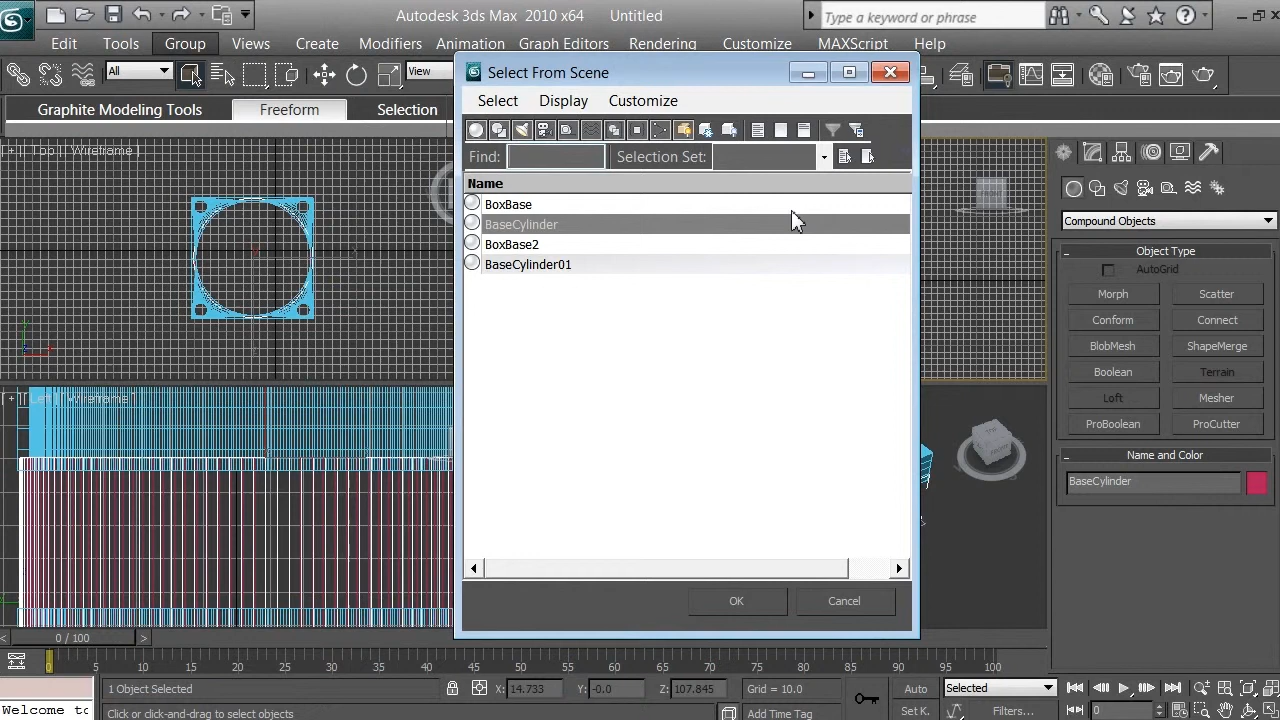 Autodesk 3ds Max 2010 x64 Untitled
Type a keyword or phrase
Edit Tools Group Views Create Modifiers Animation Graph Editors Rendering Customize MAXScript Help
All
View
Graphite Modeling Tools Freeform Selection
Select From Scene
Select Display Customize
Find: Selection Set:
Name
BoxBase
BaseCylinder
BoxBase2
BaseCylinder01
OK Cancel
[ + ][ Top ][ Wireframe ]
[ + ][ Left ][ Wireframe ]
FRONT
Compound Objects
Object Type
AutoGrid
Morph Scatter
Conform Connect
BlobMesh ShapeMerge
Boolean Terrain
Loft Mesher
ProBoolean ProCutter
Name and Color
BaseCylinder
0 / 100
0 5 10 15 20 25 30 35 40 45 50 55 60 65 70 75 80 85 90 95 100
1 Object Selected X: 14.733 Y: -0.0 Z: 107.845 Grid = 10.0 Auto Selected
Welcome to Click or click-and-drag to select objects Add Time Tag Set K. Filters... 0